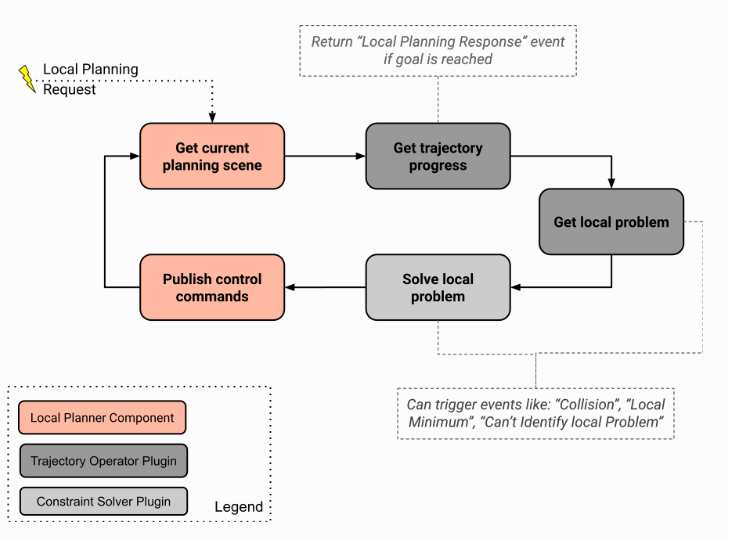 Return “Local Planning Response” event
if goal is reached
Local Planning
Request
Get current
planning scene
Get trajectory
progress
Get local problem
Publish control
commands
Solve local
problem
Can trigger events like: “Collision”, “Local
Minimum”, “Can’t Identify local Problem”
Local Planner Component
Trajectory Operator Plugin
Constraint Solver Plugin
Legend